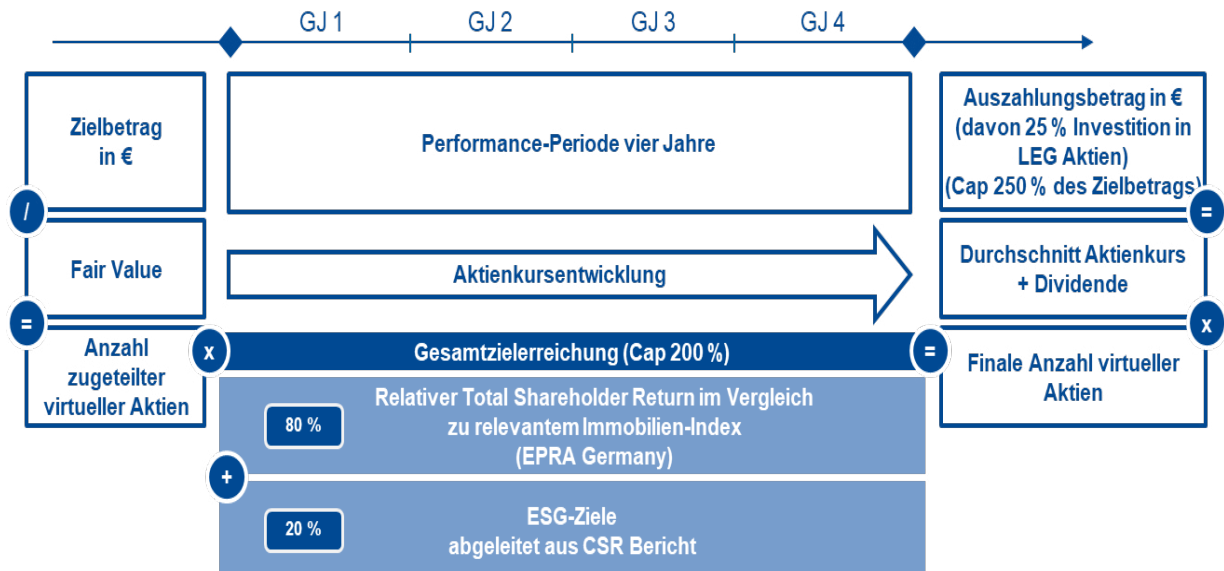 GJ 1 GJ 2 GJ 3 GJ 4
Zielbetrag
in €
/
Fair Value
=
Anzahl
zugeteilter
virtueller Aktien
x
Performance-Periode vier Jahre
Aktienkursentwicklung
Gesamtzielerreichung (Cap 200 %)
80 %
Relativer Total Shareholder Return im Vergleich
zu relevantem Immobilien-Index
(EPRA Germany)
+
20 %
ESG-Ziele
abgeleitet aus CSR Bericht
=
Auszahlungsbetrag in €
(davon 25 % Investition in
LEG Aktien)
(Cap 250 % des Zielbetrags)
=
Durchschnitt Aktienkurs
+ Dividende
x
Finale Anzahl virtueller
Aktien